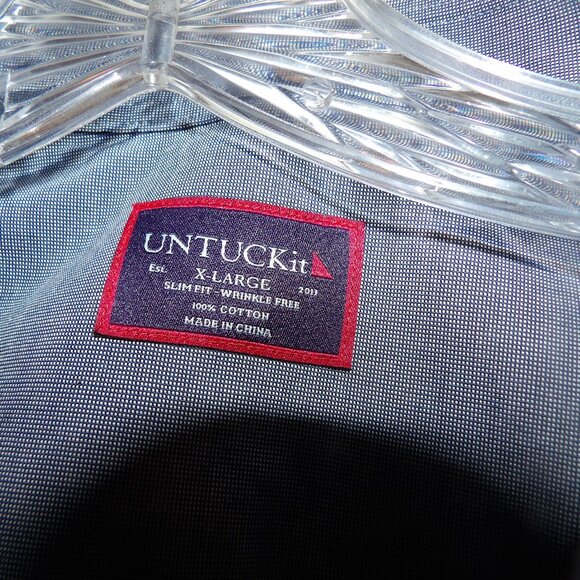 UNTUCKit
Est. X-LARGE 2011
SLIM FIT - WRINKLE FREE
100% COTTON
MADE IN CHINA